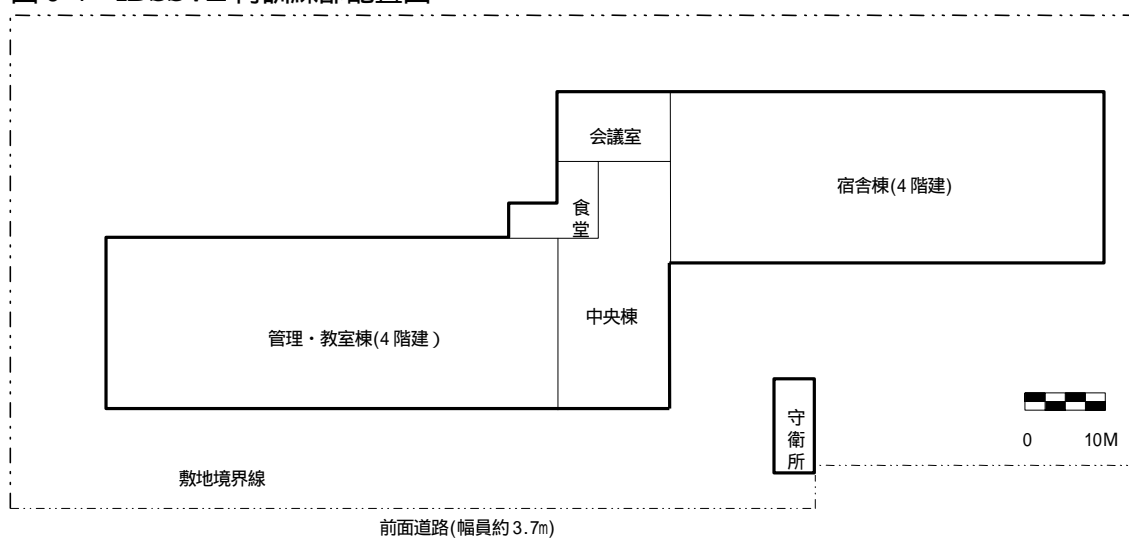 会議室
宿舎棟(4階建)
食堂
中央棟
管理・教室棟(4階建)
守衛所
0 10M
敷地境界線
前面道路(幅員約3.7m)